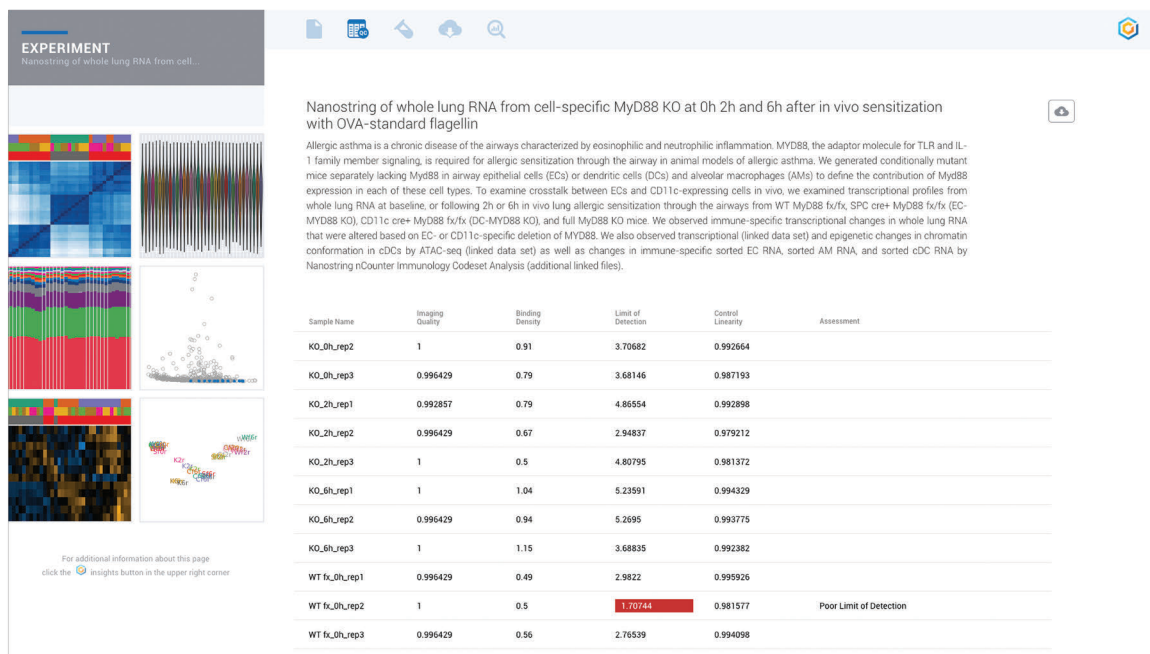 EXPERIMENT
Nanostring of whole lung RNA from cell...
QC
Nanostring of whole lung RNA from cell-specific MyD88 KO at 0h 2h and 6h after in vivo sensitization
with OVA-standard flagellin
Allergic asthma is a chronic disease of the airways characterized by eosinophilic and neutrophilic inflammation. MYD88, the adaptor molecule for TLR and IL-
1 family member signaling, is required for allergic sensitization through the airway in animal models of allergic asthma. We generated conditionally mutant
mice separately lacking Myd88 in airway epithelial cells (ECs) or dendritic cells (DCs) and alveolar macrophages (AMs) to define the contribution of Myd88
expression in each of these cell types. To examine crosstalk between ECs and CD11c-expressing cells in vivo, we examined transcriptional profiles from
whole lung RNA at baseline, or following 2h or 6h in vivo lung allergic sensitization through the airways from WT MyD88 fx/fx, SPC cre+ MyD88 fx/fx (EC-
MYD88 KO), CD11c cre+ MyD88 fx/fx (DC-MYD88 KO), and full MyD88 KO mice. We observed immune-specific transcriptional changes in whole lung RNA
that were altered based on EC- or CD11c-specific deletion of MYD88. We also observed transcriptional (linked data set) and epigenetic changes in chromatin
conformation in cDCs by ATAC-seq (linked data set) as well as changes in immune-specific sorted EC RNA, sorted AM RNA, and sorted cDC RNA by
Nanostring nCounter Immunology Codeset Analysis (additional linked files).
Sample Name Imaging Quality Binding Density Limit of Detection Control Linearity Assessment
KO_0h_rep2 1 0.91 3.70682 0.992664
KO_0h_rep3 0.996429 0.79 3.68146 0.987193
KO_2h_rep1 0.992857 0.79 4.86554 0.992898
KO_2h_rep2 0.996429 0.67 2.94837 0.979212
KO_2h_rep3 1 0.5 4.80795 0.981372
KO_6h_rep1 1 1.04 5.23591 0.994329
KO_6h_rep2 0.996429 0.94 5.2695 0.993775
KO_6h_rep3 1 1.15 3.68835 0.992382
WT fx_0h_rep1 0.996429 0.49 2.9822 0.995926
WT fx_0h_rep2 1 0.5 1.70744 0.981577 Poor Limit of Detection
WT fx_0h_rep3 0.996429 0.56 2.76539 0.994098
K2r
K6r
For additional information about this page
click the insights button in the upper right corner